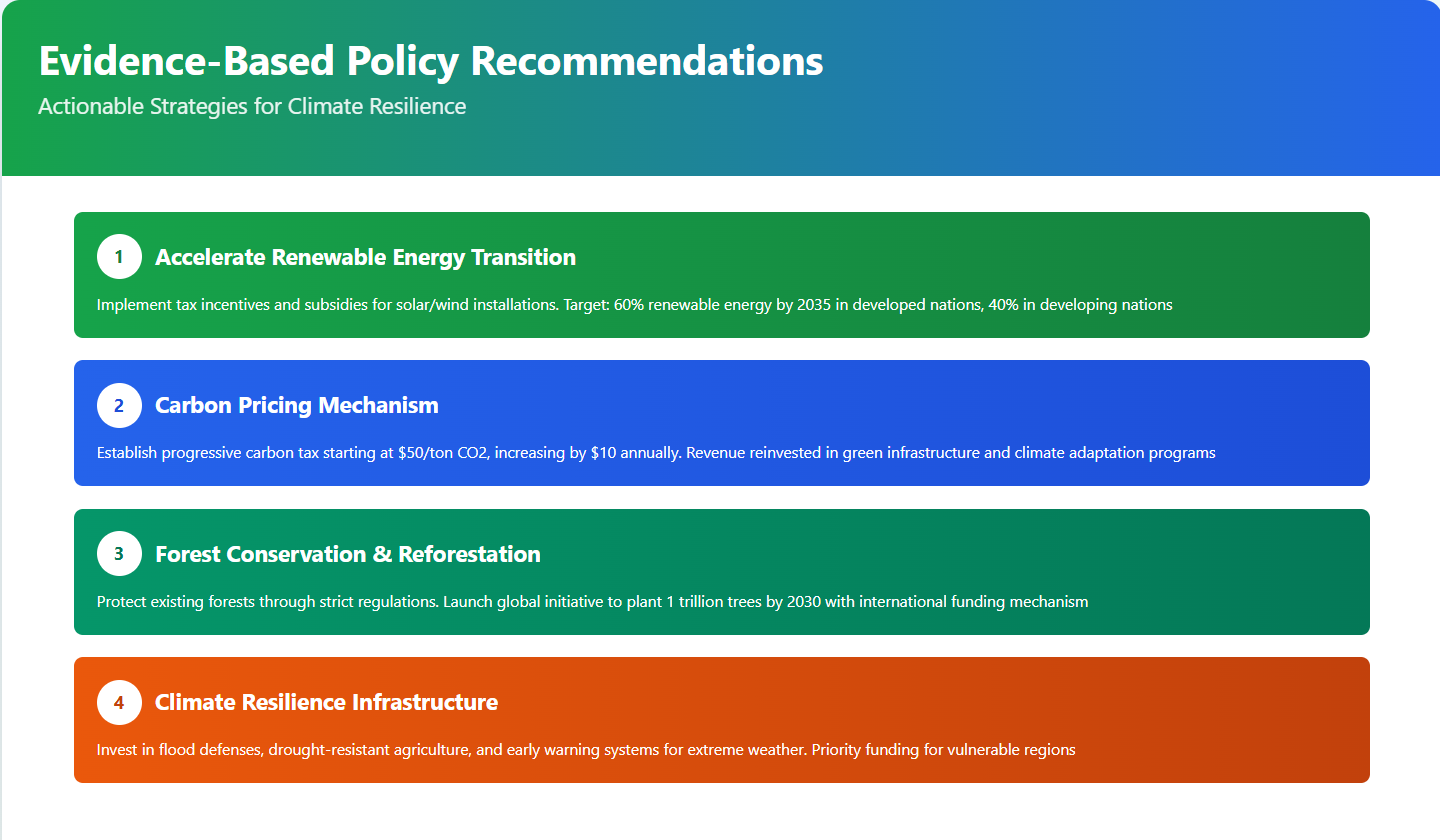 Evidence-Based Policy Recommendations
Actionable Strategies for Climate Resilience
1
Accelerate Renewable Energy Transition
Implement tax incentives and subsidies for solar/wind installations. Target: 60% renewable energy by 2035 in developed nations, 40% in developing nations
2
Carbon Pricing Mechanism
Establish progressive carbon tax starting at $50/ton CO2, increasing by $10 annually. Revenue reinvested in green infrastructure and climate adaptation programs
3
Forest Conservation & Reforestation
Protect existing forests through strict regulations. Launch global initiative to plant 1 trillion trees by 2030 with international funding mechanism
4
Climate Resilience Infrastructure
Invest in flood defenses, drought-resistant agriculture, and early warning systems for extreme weather. Priority funding for vulnerable regions